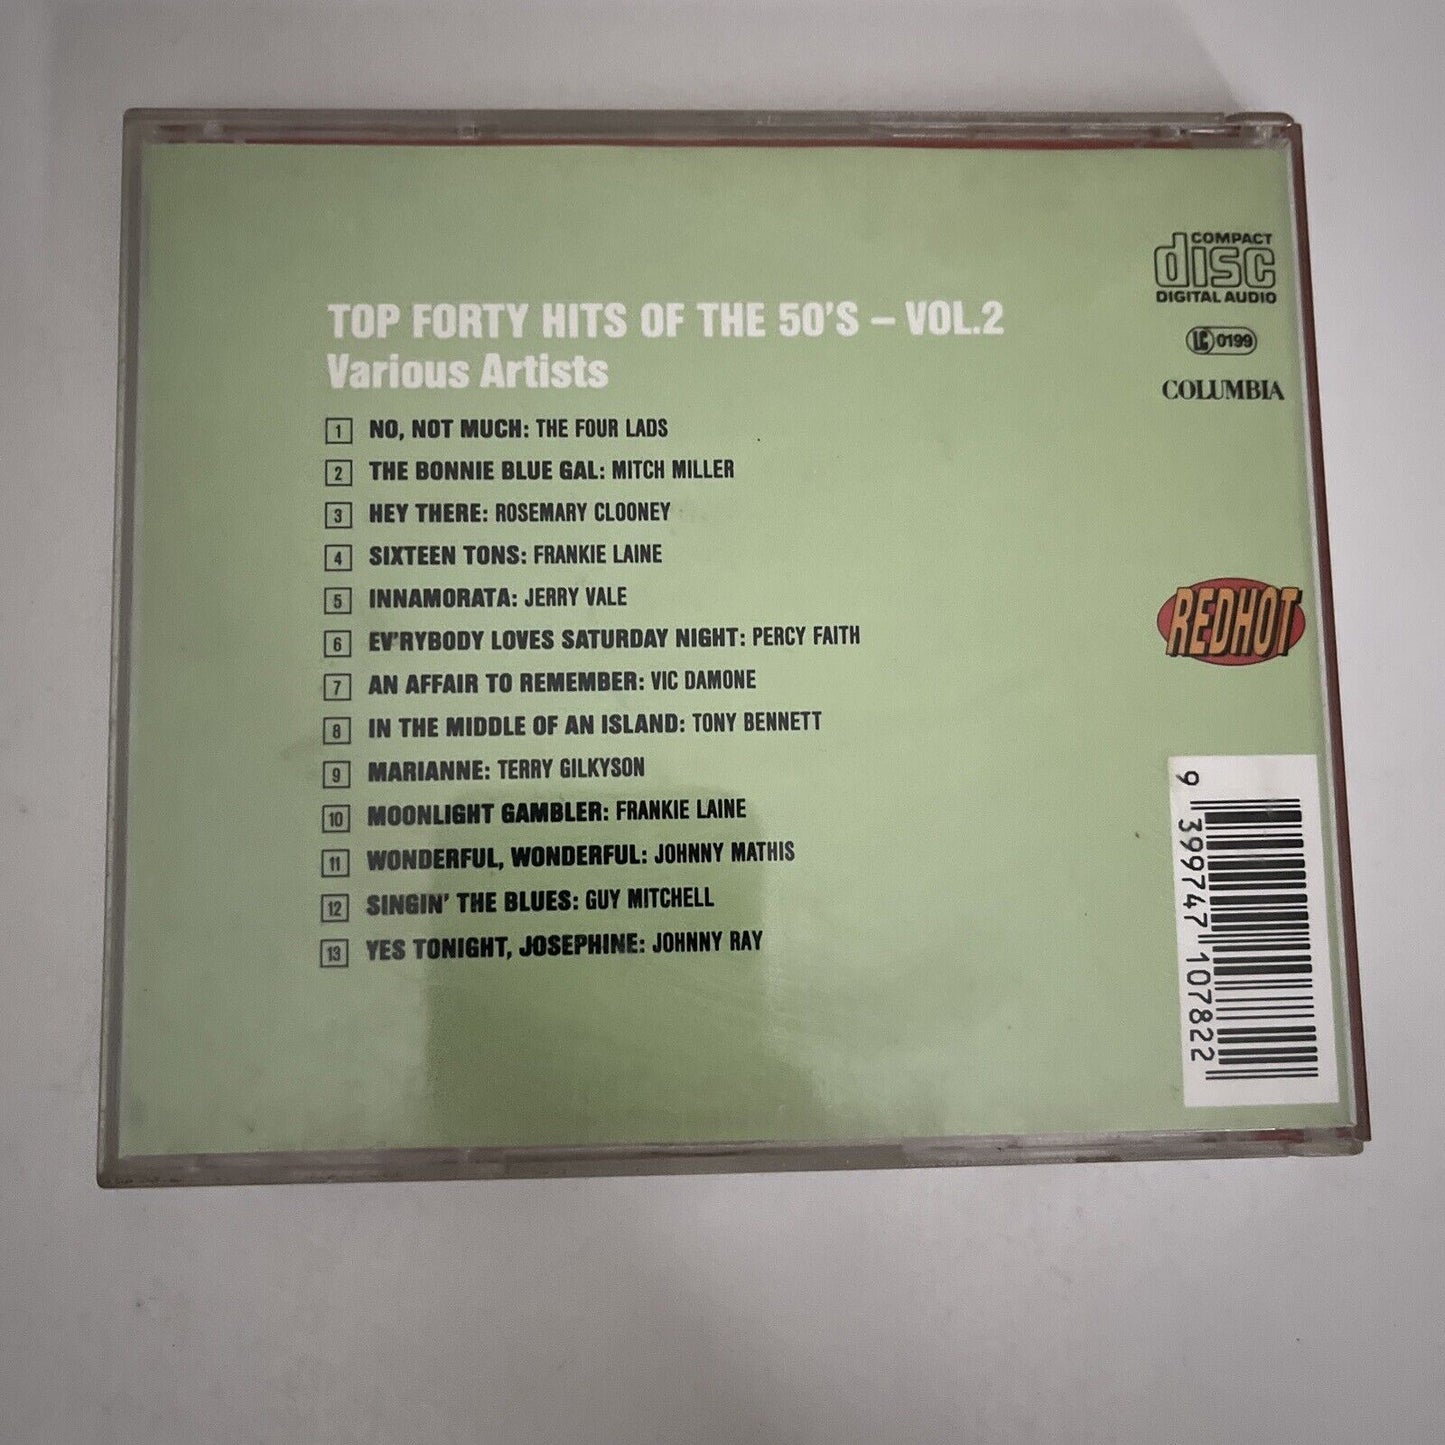 COMPACT
disc
DIGITAL AUDIO
LC 0199
COLUMBIA
TOP FORTY HITS OF THE 50'S – VOL.2
Various Artists
1 NO, NOT MUCH: THE FOUR LADS
2 THE BONNIE BLUE GAL: MITCH MILLER
3 HEY THERE: ROSEMARY CLOONEY
4 SIXTEEN TONS: FRANKIE LAINE
5 INNAMORATA: JERRY VALE
6 EV'RYBODY LOVES SATURDAY NIGHT: PERCY FAITH
7 AN AFFAIR TO REMEMBER: VIC DAMONE
8 IN THE MIDDLE OF AN ISLAND: TONY BENNETT
9 MARIANNE: TERRY GILKYSON
10 MOONLIGHT GAMBLER: FRANKIE LAINE
11 WONDERFUL, WONDERFUL: JOHNNY MATHIS
12 SINGIN' THE BLUES: GUY MITCHELL
13 YES TONIGHT, JOSEPHINE: JOHNNY RAY
REDHOT
9 399747 107822